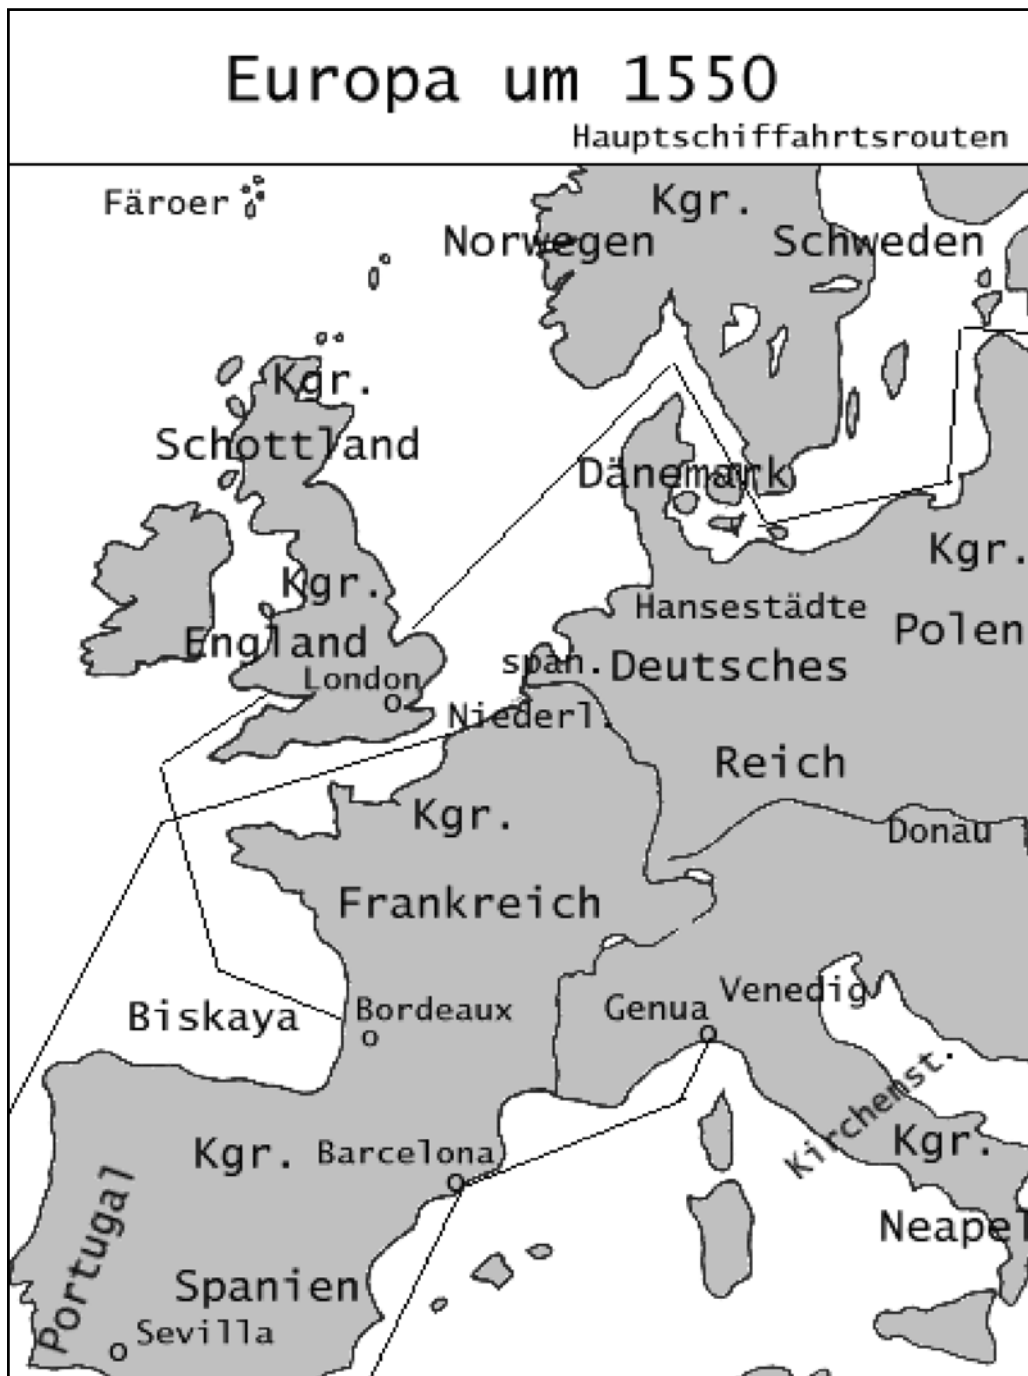 Europa um 1550
Hauptschiffahrtsrouten
Färoer
Kgr.
Norwegen
Schweden
Kgr.
Schottland
Dänemark
Kgr.
England
London
Hansestädte
Kgr.
Polen
span.
Niederl.
Deutsches
Reich
Donau
Kgr.
Frankreich
Biskaya
Bordeaux
Genua
Venedig
Kirchenst.
Kgr.
Neapel
Kgr.
Spanien
Barcelona
Portugal
Sevilla